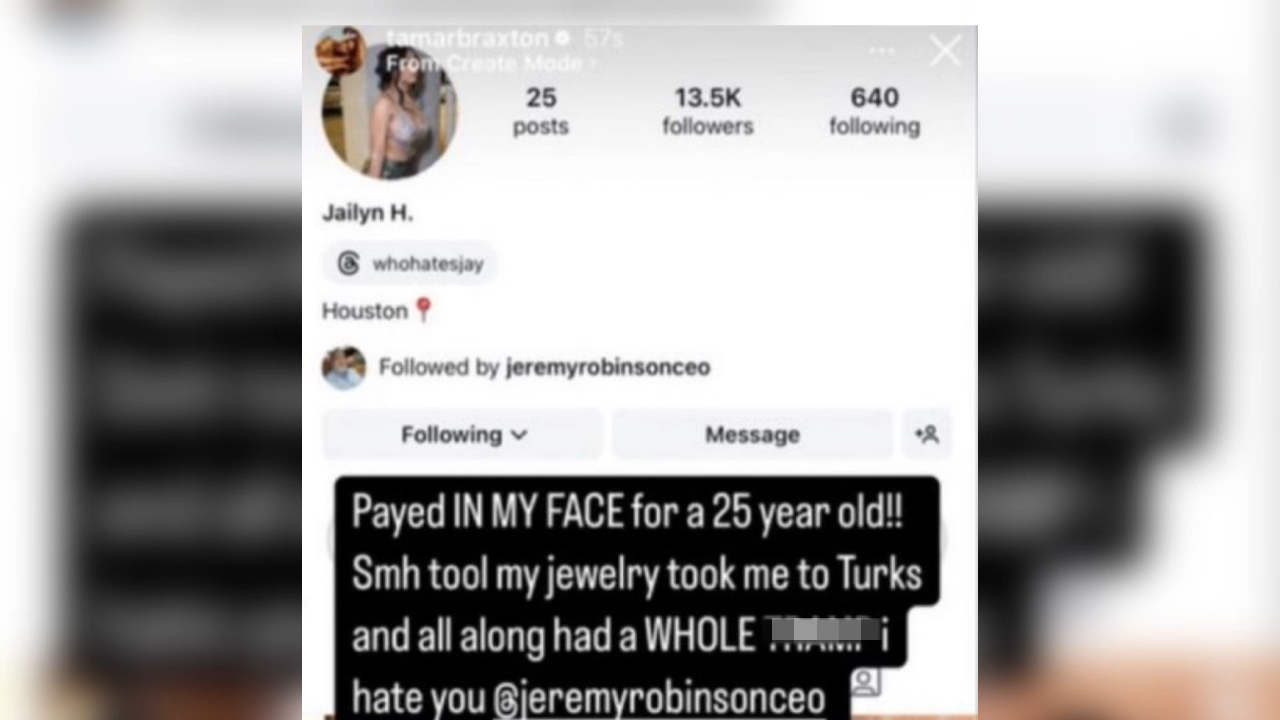 tamarbraxton 57s
From Create Mode
25 13.5K 640
posts followers following
Jailyn H.
whohatesjay
Houston
Followed by jeremyrobinsonceo
Following Message
Payed IN MY FACE for a 25 year old!!
Smh tool my jewelry took me to Turks
and all along had a WHOLE i
hate you @jeremyrobinsonceo